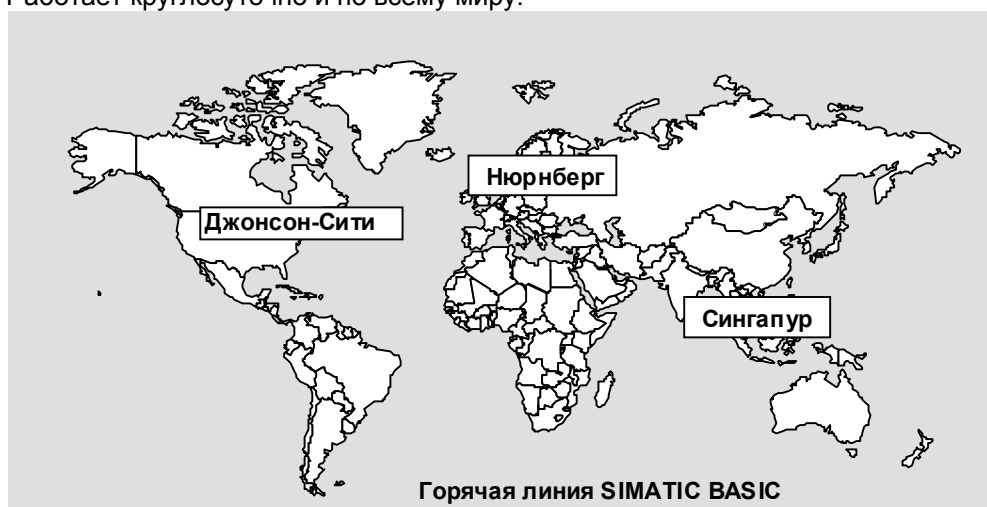 Работает круглосуточно и по всему миру:
Нюрнберг
Джонсон-Сити
Сингапур
Горячая линия SIMATIC BASIC